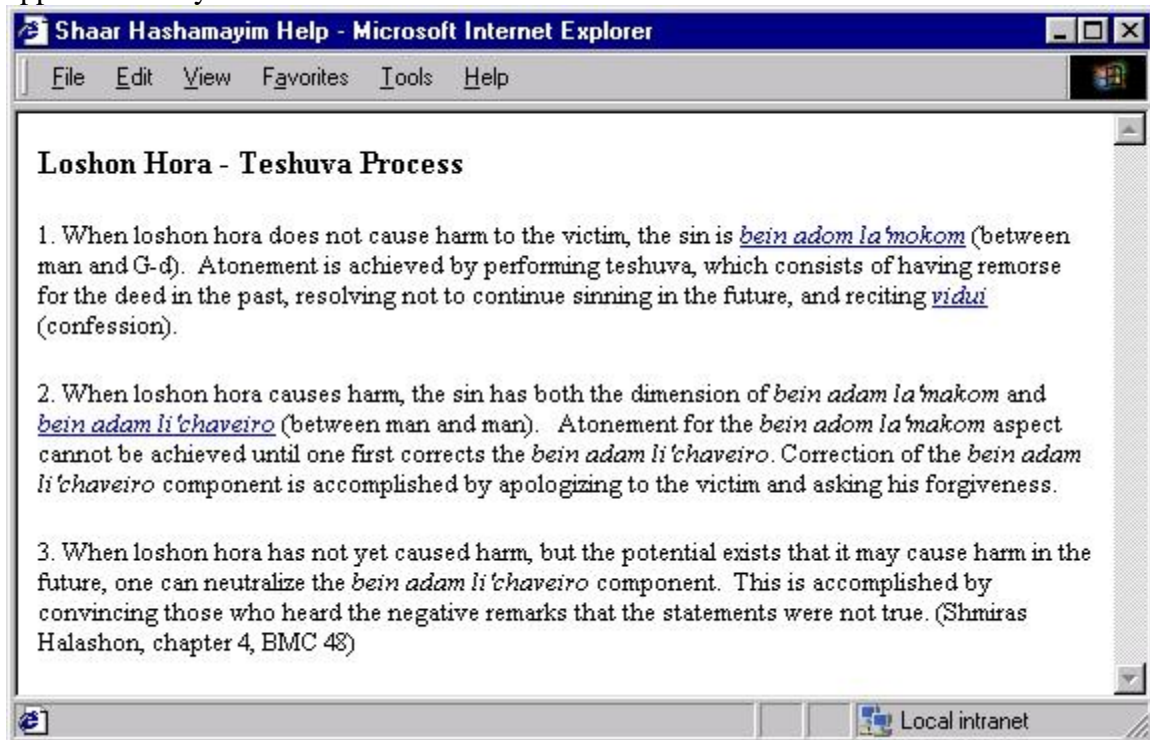 Shaar Hashamayim Help - Microsoft Internet Explorer
File Edit View Favorites Tools Help
Loshon Hora - Teshuva Process
1. When loshon hora does not cause harm to the victim, the sin is bein adom la'mokom (between
man and G-d). Atonement is achieved by performing teshuva, which consists of having remorse
for the deed in the past, resolving not to continue sinning in the future, and reciting vidui
(confession).
2. When loshon hora causes harm, the sin has both the dimension of bein adam la'makom and
bein adam li'chaveiro (between man and man). Atonement for the bein adom la'makom aspect
cannot be achieved until one first corrects the bein adam li'chaveiro. Correction of the bein adam
li'chaveiro component is accomplished by apologizing to the victim and asking his forgiveness.
3. When loshon hora has not yet caused harm, but the potential exists that it may cause harm in the
future, one can neutralize the bein adam li'chaveiro component. This is accomplished by
convincing those who heard the negative remarks that the statements were not true. (Shmiras
Halashon, chapter 4, BMC 48)
Local intranet